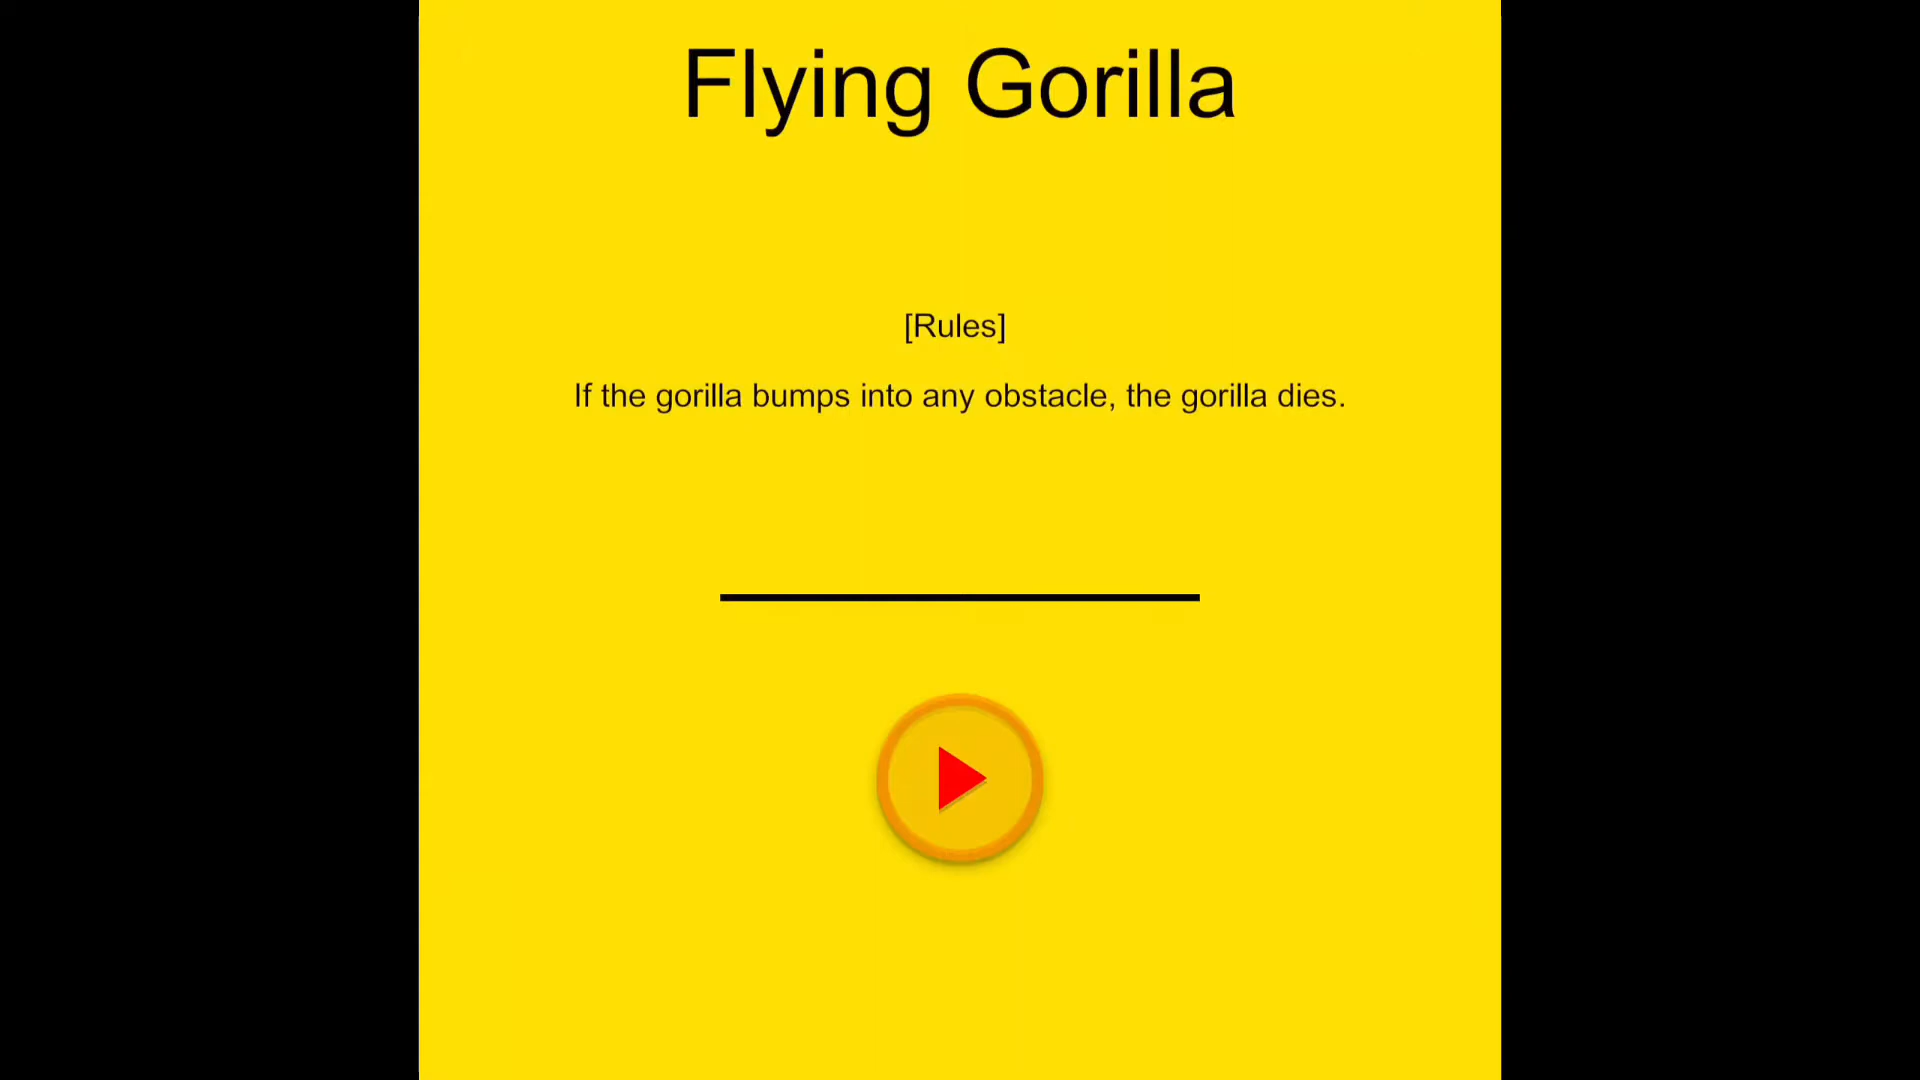 Flying Gorilla
[Rules]
If the gorilla bumps into any obstacle, the gorilla dies.